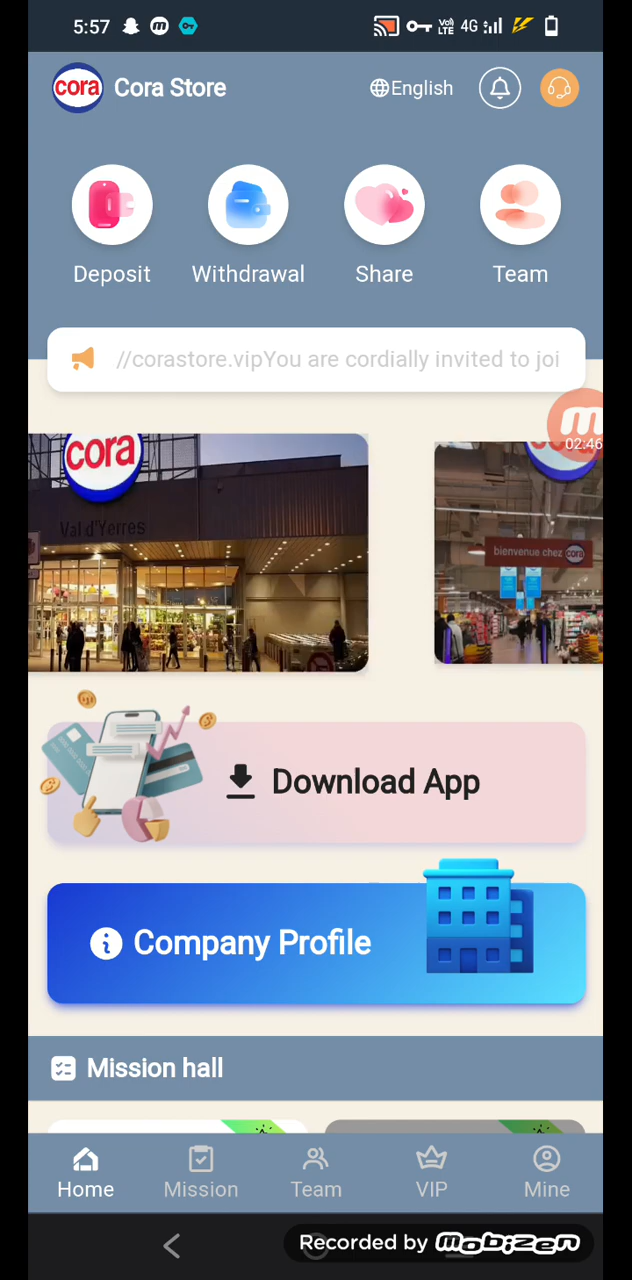 5:57
Vo)
LTE
4G
cora
Cora Store
English
Deposit
Withdrawal
Share
Team
//corastore.vipYou are cordially invited to joi
02:46
cora
Val d'Yerres
bienvenue chez cora
Download App
Company Profile
Mission hall
Home
Mission
Team
VIP
Mine
Recorded by mobizen